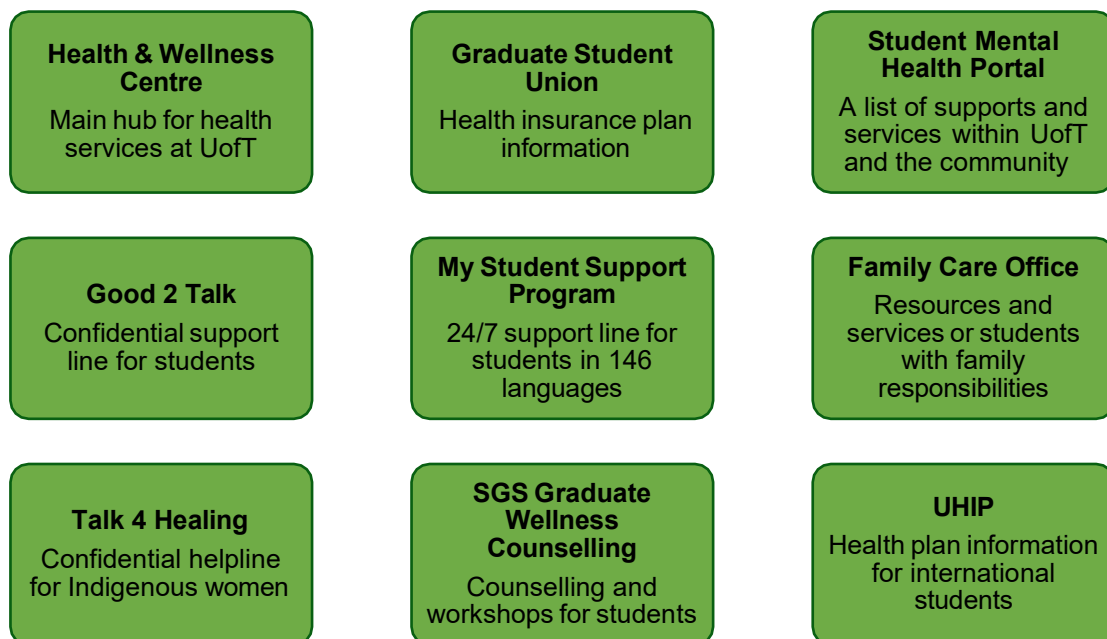 Health & Wellness
Centre
Main hub for health
services at UofT
Graduate Student
Union
Health insurance plan
information
Student Mental
Health Portal
A list of supports and
services within UofT
and the community
Good 2 Talk
Confidential support
line for students
My Student Support
Program
24/7 support line for
students in 146
languages
Family Care Office
Resources and
services or students
with family
responsibilities
Talk 4 Healing
Confidential helpline
for Indigenous women
SGS Graduate
Wellness
Counselling
Counselling and
workshops for students
UHIP
Health plan information
for international
students